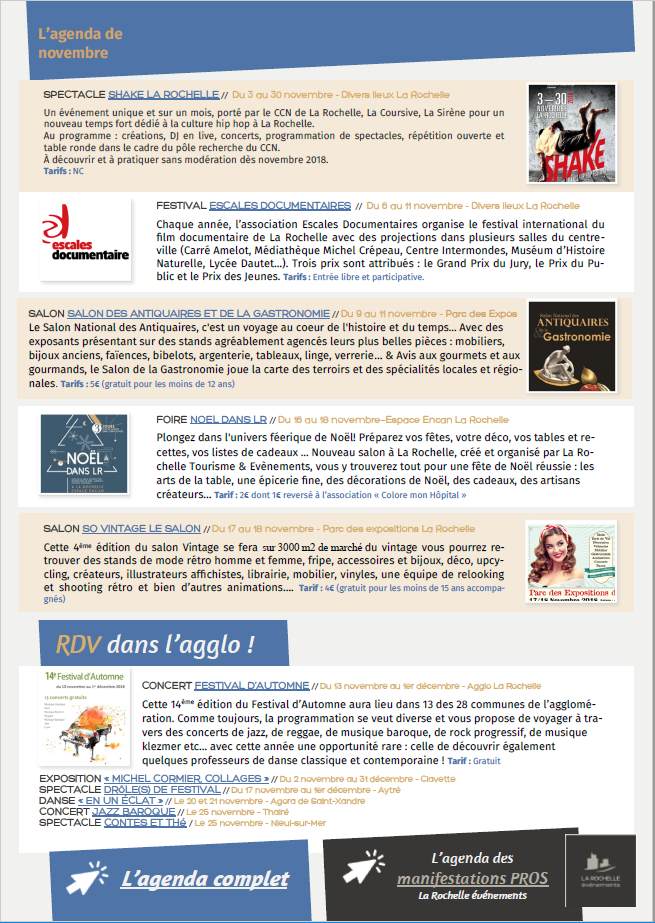 L'agenda de
novembre
SPECTACLE SHAKE LA ROCHELLE // Du 3 au 30 novembre - Divers lieux La Rochelle
Un événement unique et sur un mois, porté par le CCN de La Rochelle, La Coursive, La Sirène pour un
nouveau temps fort dédié à la culture hip hop à La Rochelle.
Au programme : créations, DJ en live, concerts, programmation de spectacles, répétition ouverte et
table ronde dans le cadre du pôle recherche du CCN.
À découvrir et à pratiquer sans modération dès novembre 2018.
Tarifs : NC
3—30
NOVEMBRE
SHAKE
LA ROCHELLE
escales
documentaires
FESTIVAL ESCALES DOCUMENTAIRES // Du 6 au 11 novembre - Divers lieux La Rochelle
Chaque année, l'association Escales Documentaires organise le festival international du
film documentaire de La Rochelle avec des projections dans plusieurs salles du centre-
ville (Carré Amelot, Médiathèque Michel Crépeau, Centre Intermondes, Muséum d'Histoire
Naturelle, Lycée Dautet...). Trois prix sont attribués : le Grand Prix du Jury, le Prix du Pu-
blic et le Prix des Jeunes. Tarifs : Entrée libre et participative.
SALON SALON DES ANTIQUAIRES ET DE LA GASTRONOMIE // Du 9 au 11 novembre - Parc des Expos
Le Salon National des Antiquaires, c'est un voyage au coeur de l'histoire et du temps... Avec des
exposants présentant sur des stands agréablement agencés leurs plus belles pièces : mobiliers,
bijoux anciens, faïences, bibelots, argenterie, tableaux, linge, verrerie... & Avis aux gourmets et aux
gourmands, le Salon de la Gastronomie joue la carte des terroirs et des spécialités locales et régio-
nales. Tarifs : 5€ (gratuit pour les moins de 12 ans)
Salon National des
ANTIQUAIRES
& Gastronomie
NOËL
DANS LR
FOIRE NOEL DANS LR // Du 16 au 18 novembre-Espace Encan La Rochelle
Plongez dans l'univers féerique de Noël! Préparez vos fêtes, votre déco, vos tables et re-
cettes, vos listes de cadeaux ... Nouveau salon à La Rochelle, créé et organisé par La Ro-
chelle Tourisme & Evènements, vous y trouverez tout pour une fête de Noël réussie : les
arts de la table, une épicerie fine, des décorations de Noël, des cadeaux, des artisans
créateurs... Tarifs : 2€ dont 1€ reversé à l'association « Colore mon Hôpital »
SALON SO VINTAGE LE SALON // Du 17 au 18 novembre - Parc des expositions La Rochelle
Cette 4ème édition du salon Vintage se fera sur 3000 m2 de marché du vintage vous pourrez re-
trouver des stands de mode rétro homme et femme, fripe, accessoires et bijoux, déco, upcy-
cling, créateurs, illustrateurs affichistes, librairie, mobilier, vinyles, une équipe de relooking
et shooting rétro et bien d'autres animations.... Tarifs : 4€ (gratuit pour les moins de 15 ans accompa-
gnés)
Parc des Expositions d
17/18 Novembre 2018
RDV dans l'agglo !
14e Festival d'Automne
du 13 novembre au 1er décembre 2018
13 concerts gratuits
CONCERT FESTIVAL D'AUTOMNE // Du 13 novembre au 1er décembre - Agglo La Rochelle
Cette 14ème édition du Festival d'Automne aura lieu dans 13 des 28 communes de l'agglomé-
ration. Comme toujours, la programmation se veut diverse et vous propose de voyager à tra-
vers des concerts de jazz, de reggae, de musique baroque, de rock progressif, de musique
klezmer etc... avec cette année une opportunité rare : celle de découvrir également
quelques professeurs de danse classique et contemporaine ! Tarif : Gratuit
EXPOSITION « MICHEL CORMIER, COLLAGES » // Du 2 novembre au 31 décembre - Clavette
SPECTACLE DRÔLE(S) DE FESTIVAL // Du 17 novembre au 1er décembre - Aytré
DANSE « EN UN ÉCLAT » // Le 20 et 21 novembre - Agora de Saint-Xandre
CONCERT JAZZ BAROQUE // Le 25 novembre - Thairé
SPECTACLE CONTES ET THÉ / Le 25 novembre - Nieul-sur-Mer
L'agenda complet
L'agenda des
manifestations PROS
La Rochelle événements
LA ROCHELLE
événements